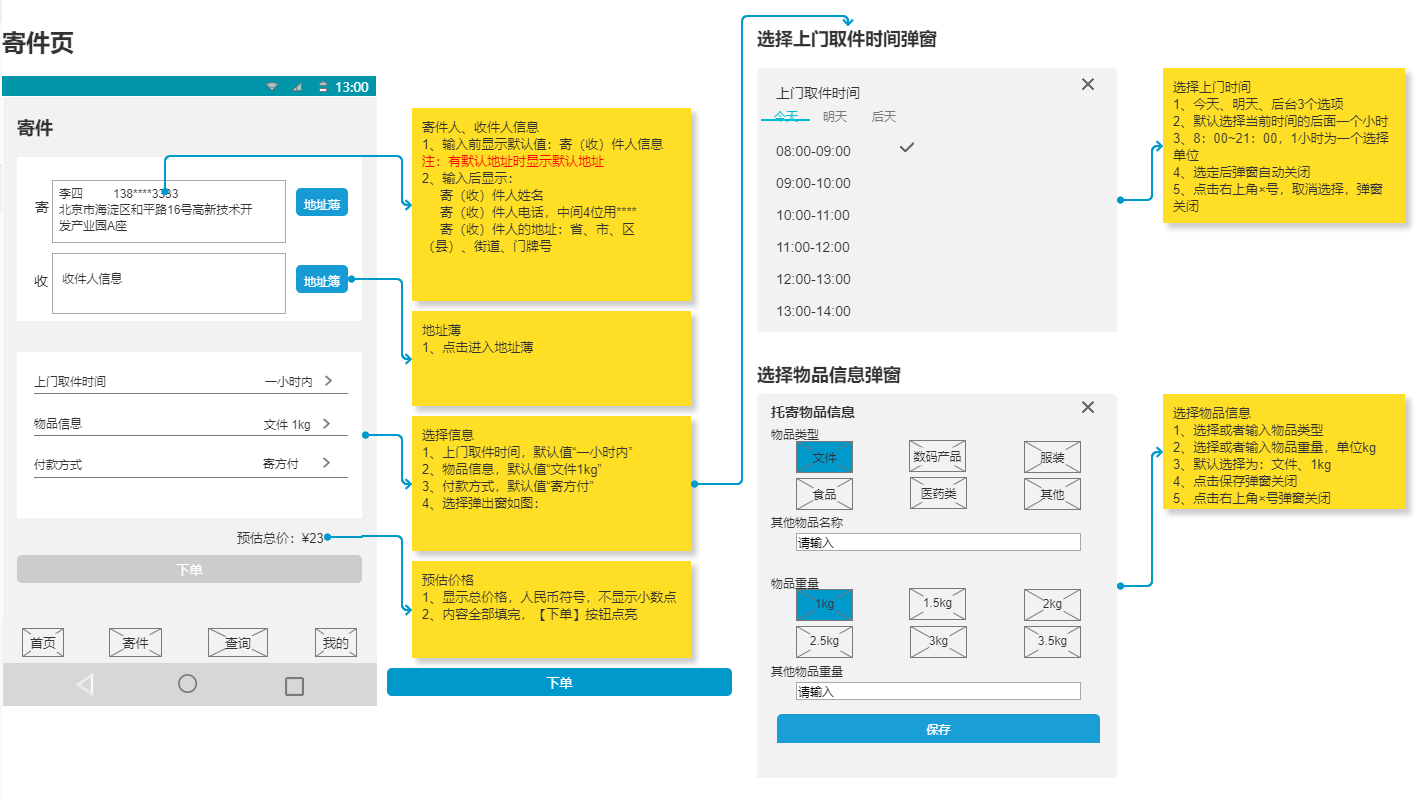 寄件页
13:00
寄件
寄
李四 138****3333
北京市海淀区和平路16号高新技术开
发产业园A座
地址薄
收
收件人信息
地址簿
上门取件时间 一小时内
物品信息 文件 1kg
付款方式 寄方付
预估总价：¥23
下单
首页 寄件 查询 我的
寄件人、收件人信息
1、输入前显示默认值：寄（收）件人信息
注：有默认地址时显示默认地址
2、输入后显示：
寄（收）件人姓名
寄（收）件人电话，中间4位用****
寄（收）件人的地址：省、市、区
（县）、街道、门牌号
地址薄
1、点击进入地址薄
选择信息
1、上门取件时间，默认值“一小时内”
2、物品信息，默认值“文件1kg”
3、付款方式，默认值“寄方付”
4、选择弹出窗如图：
预估价格
1、显示总价格，人民币符号，不显示小数点
2、内容全部填完，【下单】按钮点亮
下单
选择上门取件时间弹窗
上门取件时间
今天 明天 后天
08:00-09:00
09:00-10:00
10:00-11:00
11:00-12:00
12:00-13:00
13:00-14:00
选择上门时间
1、今天、明天、后台3个选项
2、默认选择当前时间的后面一个小时
3、8：00~21：00，1小时为一个选择
单位
4、选定后弹窗自动关闭
5、点击右上角×号，取消选择，弹窗
关闭
选择物品信息弹窗
托寄物品信息
物品类型
文件 数码产品 服装
食品 医药类 其他
其他物品名称
请输入
物品重量
1kg 1.5kg 2kg
2.5kg 3kg 3.5kg
其他物品重量
请输入
保存
选择物品信息
1、选择或者输入物品类型
2、选择或者输入物品重量，单位kg
3、默认选择为：文件、1kg
4、点击保存弹窗关闭
5、点击右上角×号弹窗关闭